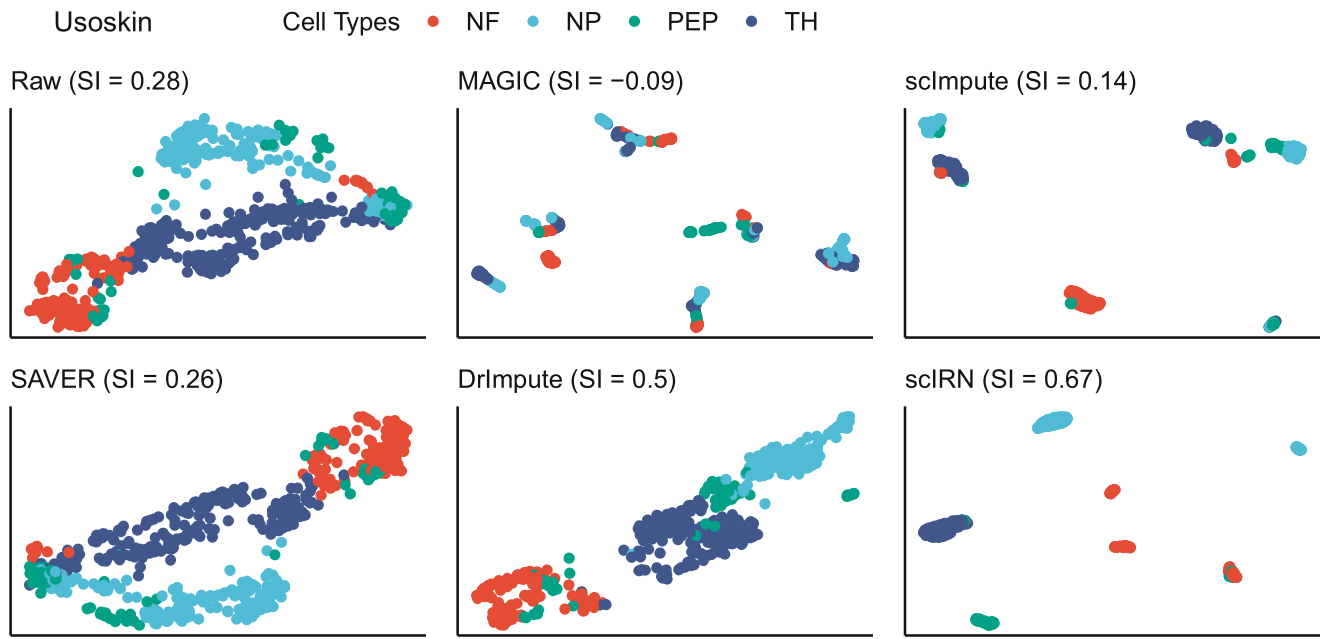 Usoskin Cell Types NF NP PEP TH
Raw (SI = 0.28) MAGIC (SI = −0.09) scImpute (SI = 0.14)
SAVER (SI = 0.26) DrImpute (SI = 0.5) scIRN (SI = 0.67)